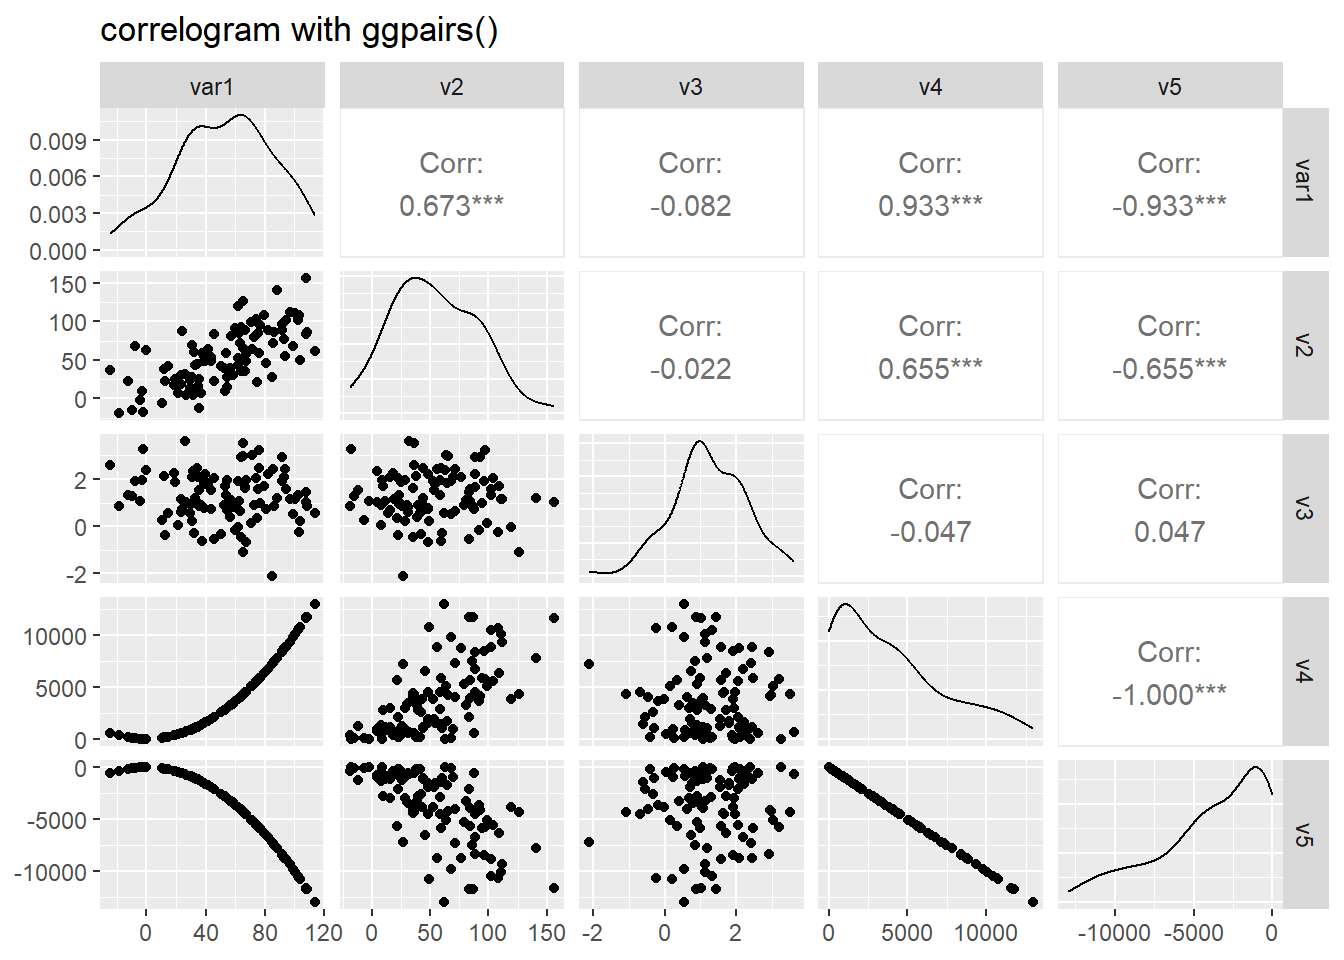 correlogram with ggpairs()
var1 v2 v3 v4 v5
0.009
0.006
0.003
0.000
Corr:
0.673***
Corr:
-0.082
Corr:
0.933***
Corr:
-0.933***
var1
150
100
50
0
Corr:
-0.022
Corr:
0.655***
Corr:
-0.655***
v2
2
0
-2
Corr:
-0.047
Corr:
0.047
v3
10000
5000
0
Corr:
-1.000***
v4
0
-5000
-10000
v5
0 40 80 120 0 50 100 150 -2 0 2 0 5000 10000 -10000 -5000 0